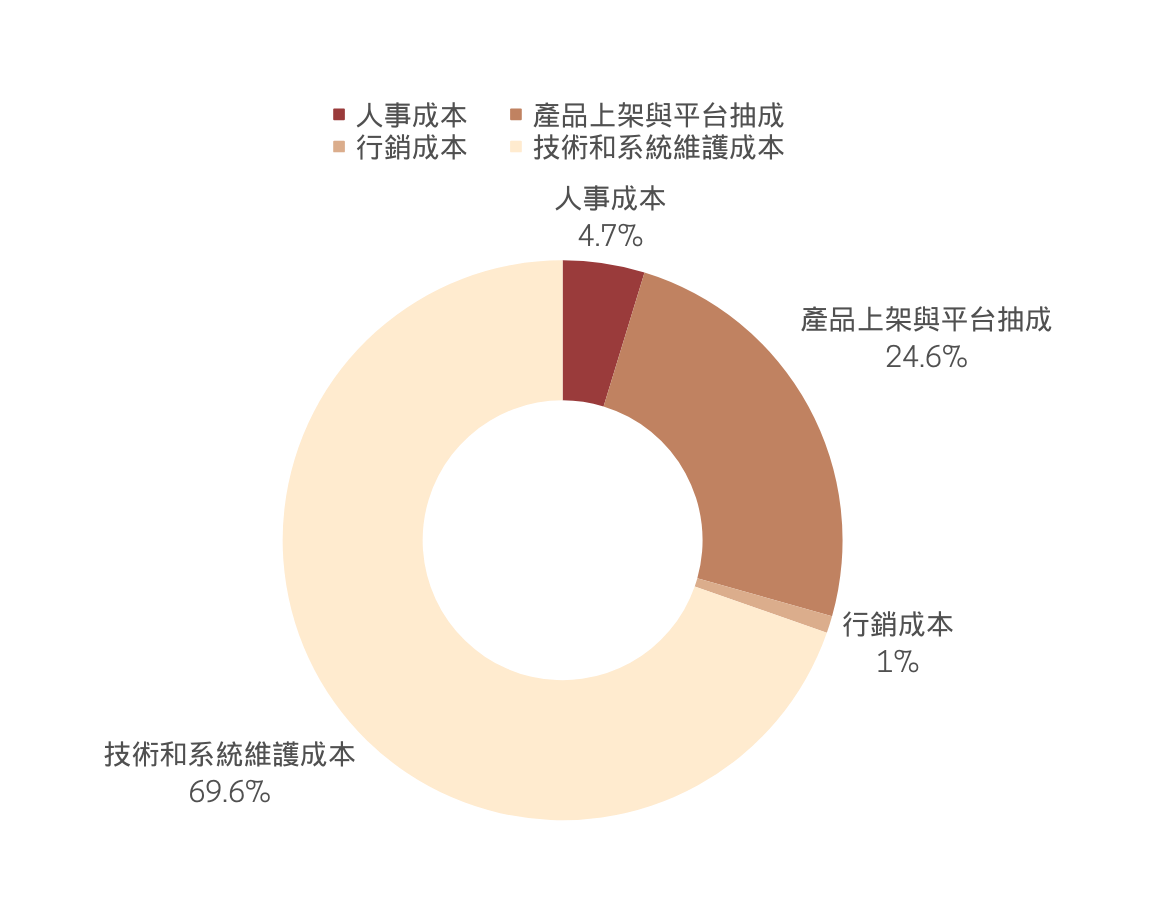 人事成本
產品上架與平台抽成
行銷成本
技術和系統維護成本
人事成本
4.7%
產品上架與平台抽成
24.6%
行銷成本
1%
技術和系統維護成本
69.6%